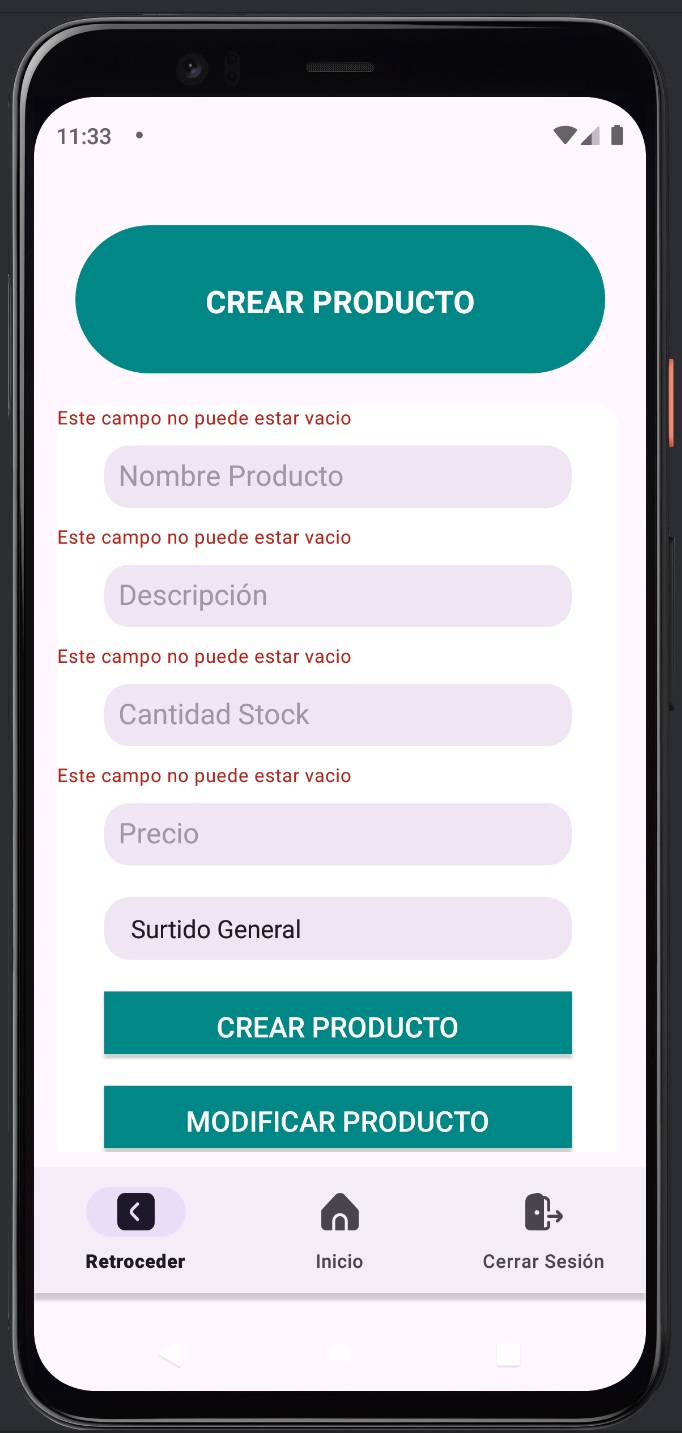 11:33
CREAR PRODUCTO
Este campo no puede estar vacio
Nombre Producto
Este campo no puede estar vacio
Descripción
Este campo no puede estar vacio
Cantidad Stock
Este campo no puede estar vacio
Precio
Surtido General
CREAR PRODUCTO
MODIFICAR PRODUCTO
Retroceder Inicio Cerrar Sesión